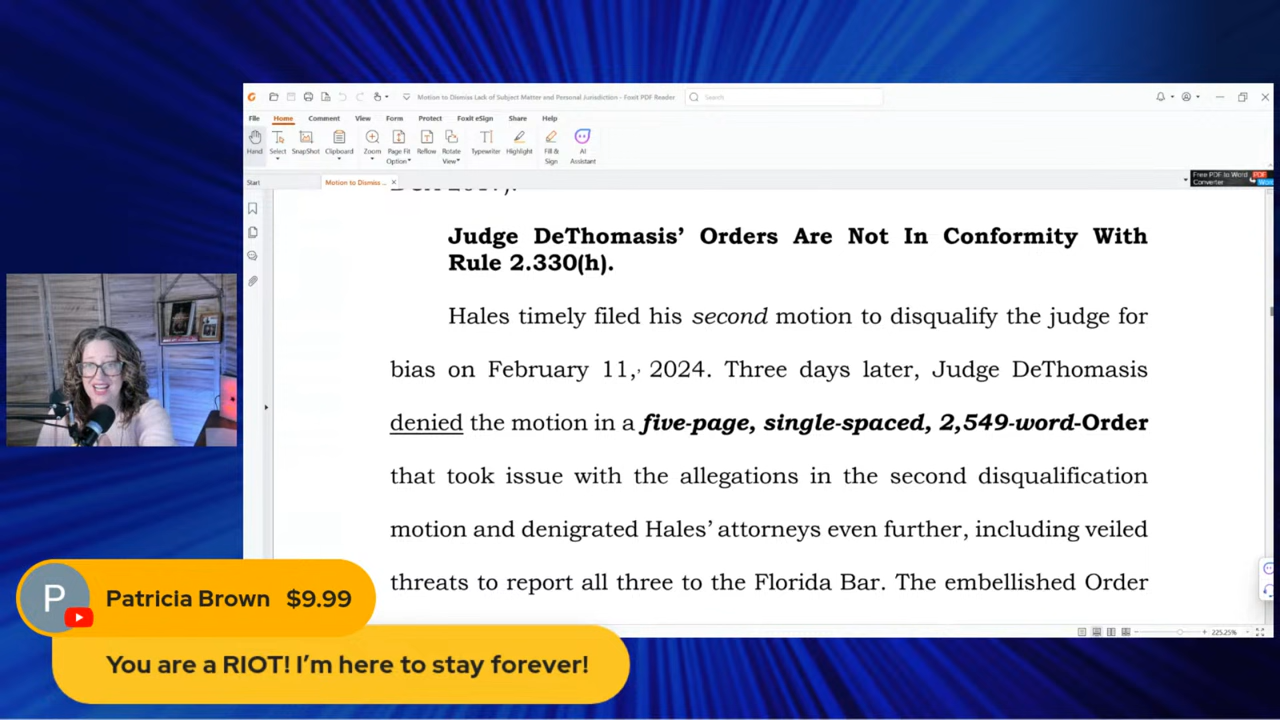 Motion to Dismiss Lack of Subject Matter and Personal Jurisdiction - Foxit PDF Reader
Search
File Home Comment View Form Protect Foxit eSign Share Help
Hand Select SnapShot Clipboard Zoom Page Fit Option Reflow Rotate View Typewriter Highlight Fill & Sign AI Assistant
Start Motion to Dismiss ...
Free PDF to Word Converter
Judge DeThomasis' Orders Are Not In Conformity With
Rule 2.330(h).
Hales timely filed his second motion to disqualify the judge for
bias on February 11, 2024. Three days later, Judge DeThomasis
denied the motion in a five-page, single-spaced, 2,549-word-Order
that took issue with the allegations in the second disqualification
motion and denigrated Hales' attorneys even further, including veiled
threats to report all three to the Florida Bar. The embellished Order
225.25%
P Patricia Brown $9.99
You are a RIOT! I'm here to stay forever!